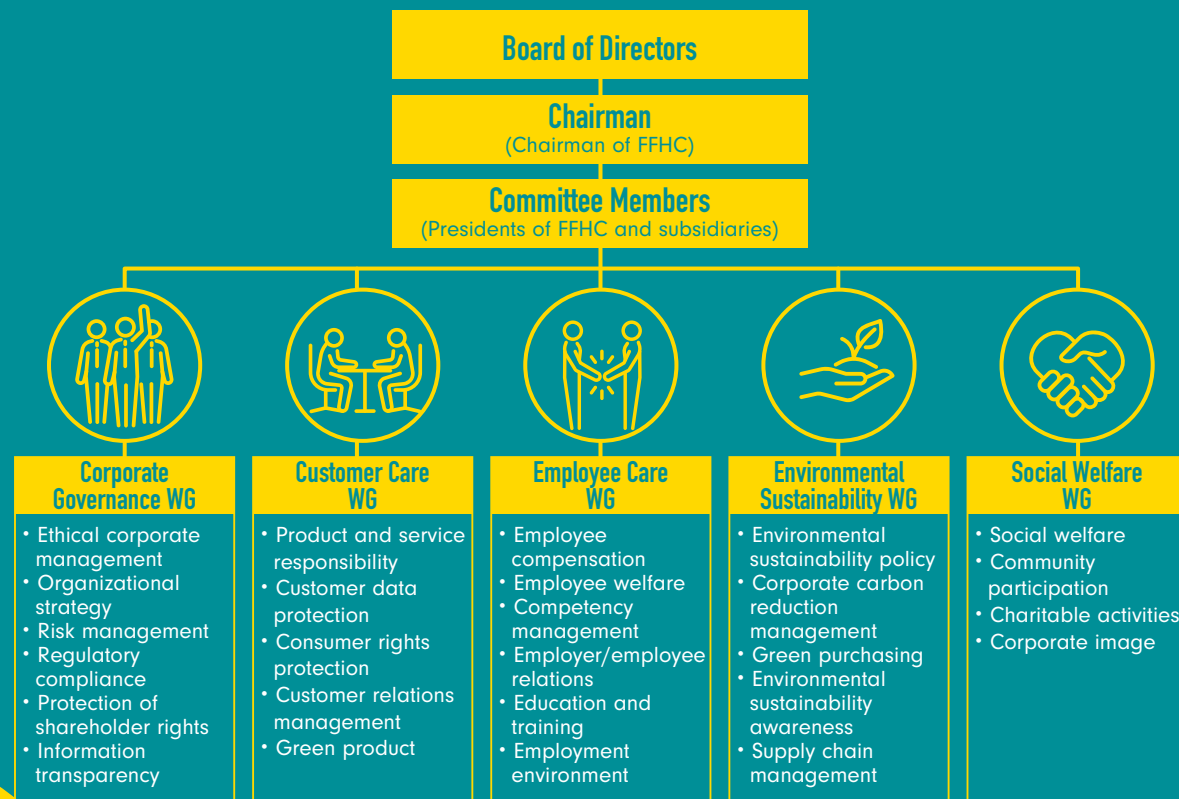 Board of Directors
Chairman
(Chairman of FFHC)
Committee Members
(Presidents of FFHC and subsidiaries)
Corporate
Governance WG
• Ethical corporate
management
• Organizational
strategy
• Risk management
• Regulatory
compliance
• Protection of
shareholder rights
• Information
transparency
Customer Care
WG
• Product and service
responsibility
• Customer data
protection
• Consumer rights
protection
• Customer relations
management
• Green product
Employee Care
WG
• Employee
compensation
• Employee welfare
• Competency
management
• Employer/employee
relations
• Education and
training
• Employment
environment
Environmental
Sustainability WG
• Environmental
sustainability policy
• Corporate carbon
reduction
management
• Green purchasing
• Environmental
sustainability
awareness
• Supply chain
management
Social Welfare
WG
• Social welfare
• Community
participation
• Charitable activities
• Corporate image